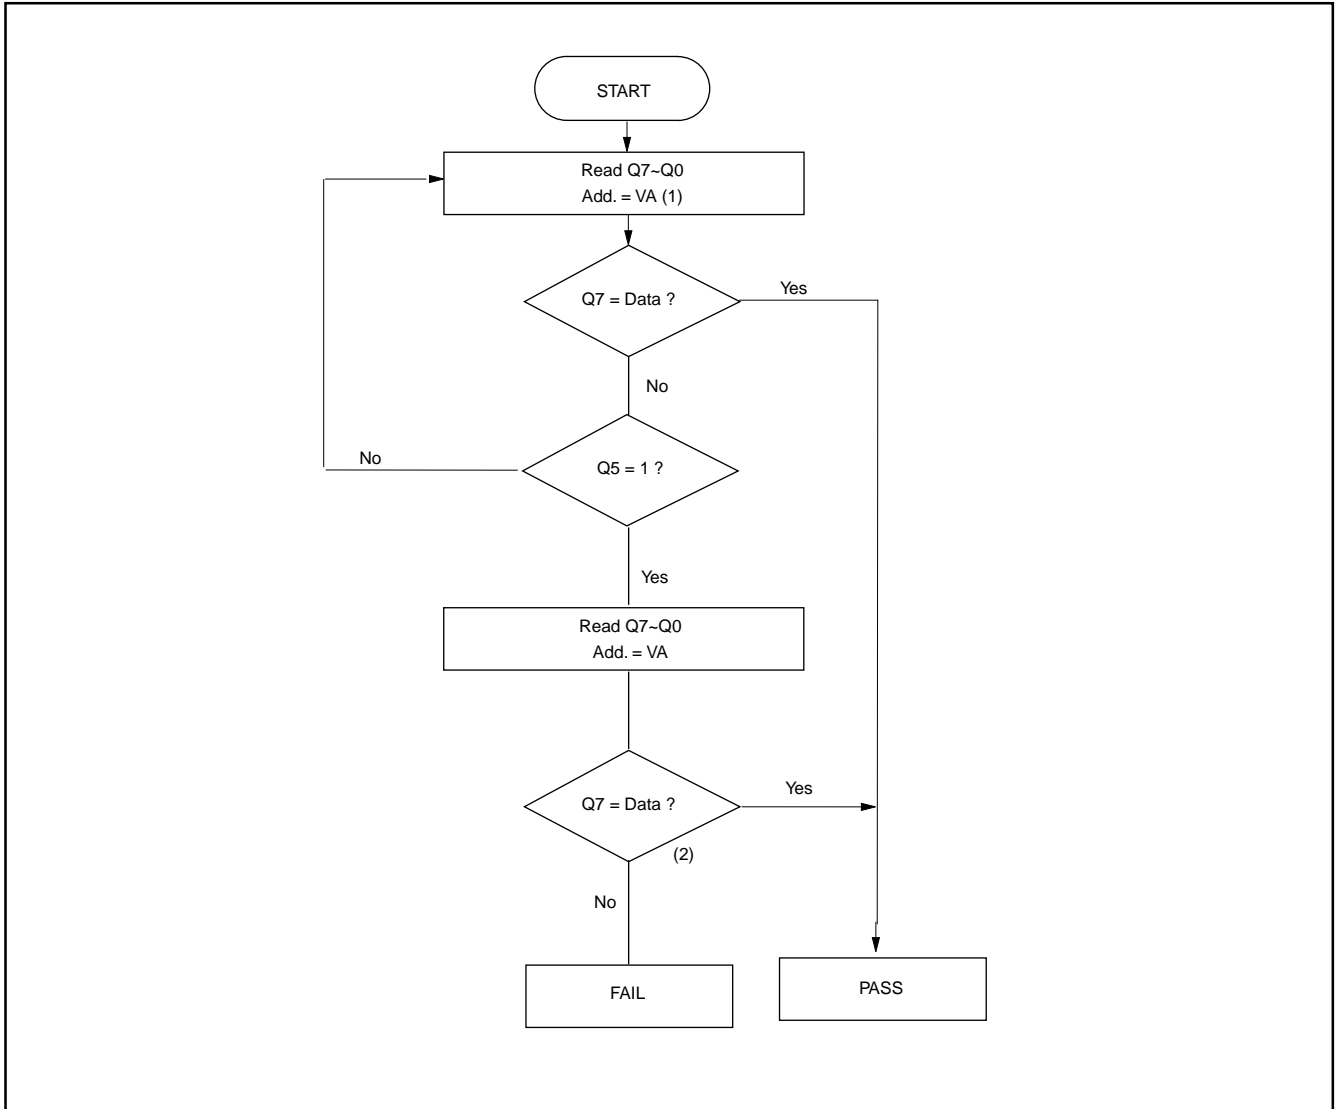 START
Read Q7~Q0
Add. = VA (1)
Q7 = Data ?
Yes
No
Q5 = 1 ?
No
Yes
Read Q7~Q0
Add. = VA
Q7 = Data ?
Yes
(2)
No
FAIL
PASS